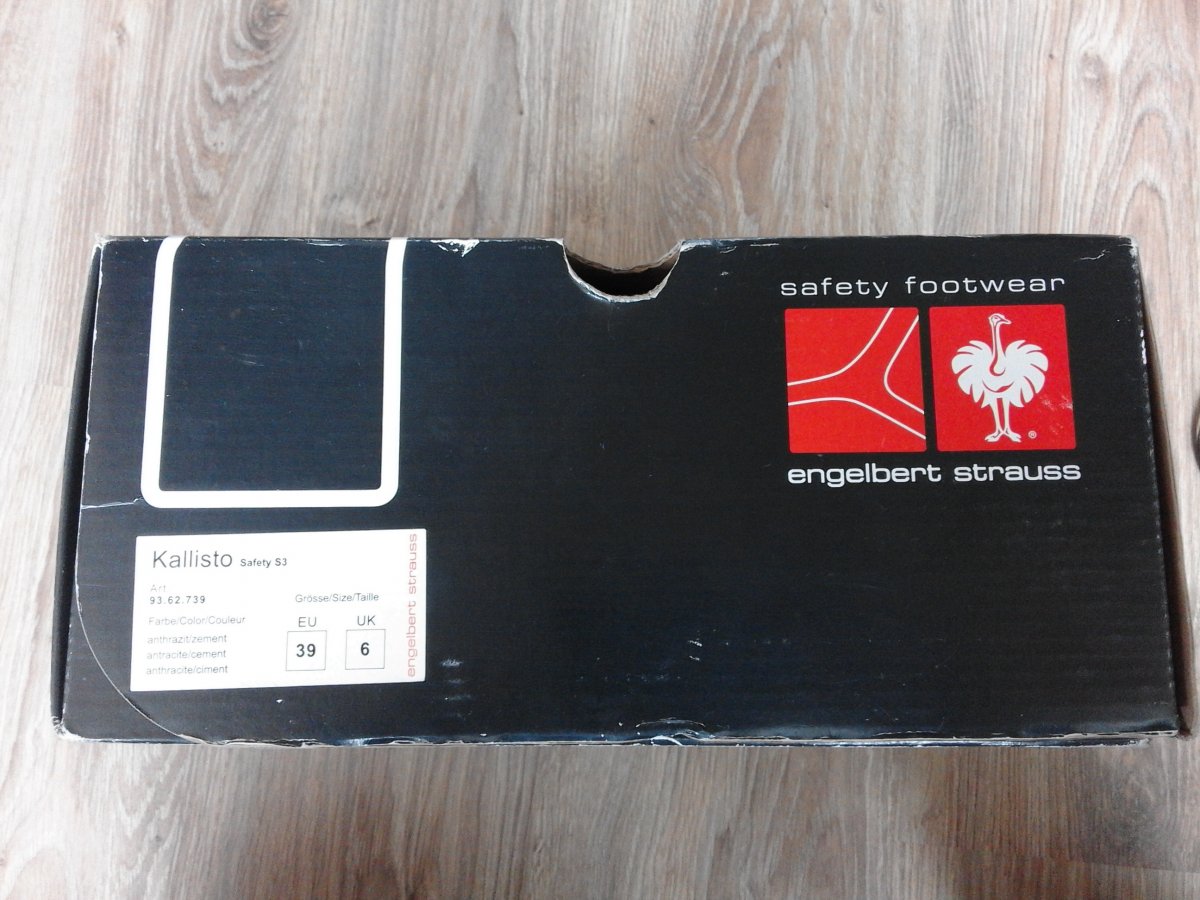 safety footwear
®
engelbert strauss
Kallisto Safety S3
engelbert strauss
Art.
93.62.739
Grösse/Size/Taille
Farbe/Color/Couleur
EU
UK
anthrazit/zement
antracite/cement
anthracite/ciment
39
6